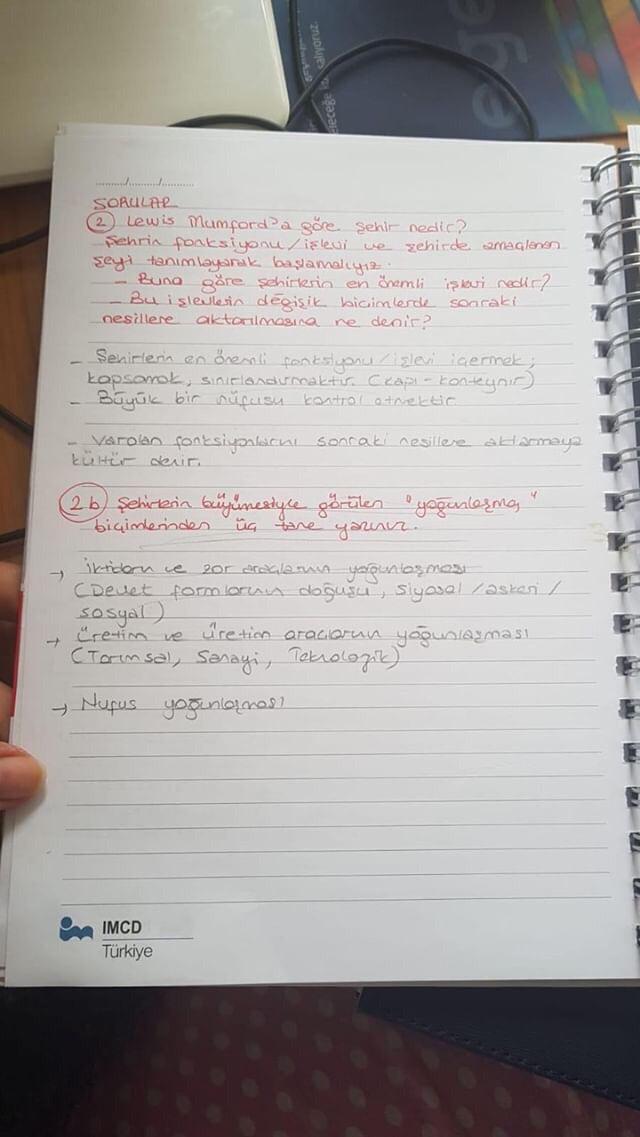 eleceğe
alıyoruz.
ege
....../....../......
SORULAR
② Lewis Mumford'a göre şehir nedir?
Şehrin fonksiyonu/işlevi ve şehirde amaçlanan
şeyi tanımlayarak başlamalıyız.
- Buna göre şehirlerin en önemli işlevi nedir?
- Bu işlevlerin değişik biçimlerde sonraki
nesillere aktarılmasına ne denir?
- Şehirlerin en önemli fonksiyonu/işlevi içermek;
kapsamak, sınırlandırmaktır. (kapı-konteynır)
- Büyük bir nüfusu kontrol etmektir
- Varolan fonksiyonlarını sonraki nesillere aktarmaya
kültür denir.
②b Şehirlerin büyümesiyle görülen "yoğunlaşma"
biçimlerinden üç tane yazınız.
→ iktidarın ve zor araçlarının yoğunlaşması
(Devlet formlarının doğuşu, siyasal/askeri/
sosyal)
→ Üretim ve üretim araçlarının yoğunlaşması
(Tarımsal, Sanayi, Teknolojik)
→ Nufus yoğunlaşması
IMCD
Türkiye